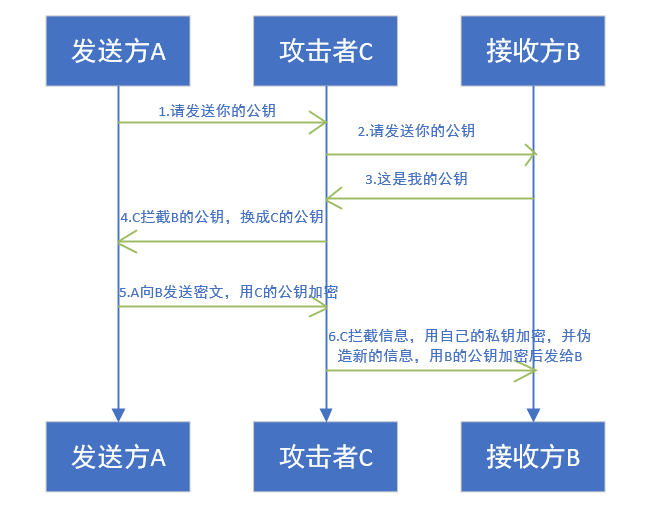 发送方A
攻击者C
接收方B
1.请发送你的公钥
2.请发送你的公钥
3.这是我的公钥
4.C拦截B的公钥，换成C的公钥
5.A向B发送密文，用C的公钥加密
6.C拦截信息，用自己的私钥加密，并伪
造新的信息，用B的公钥加密后发给B
发送方A
攻击者C
接收方B